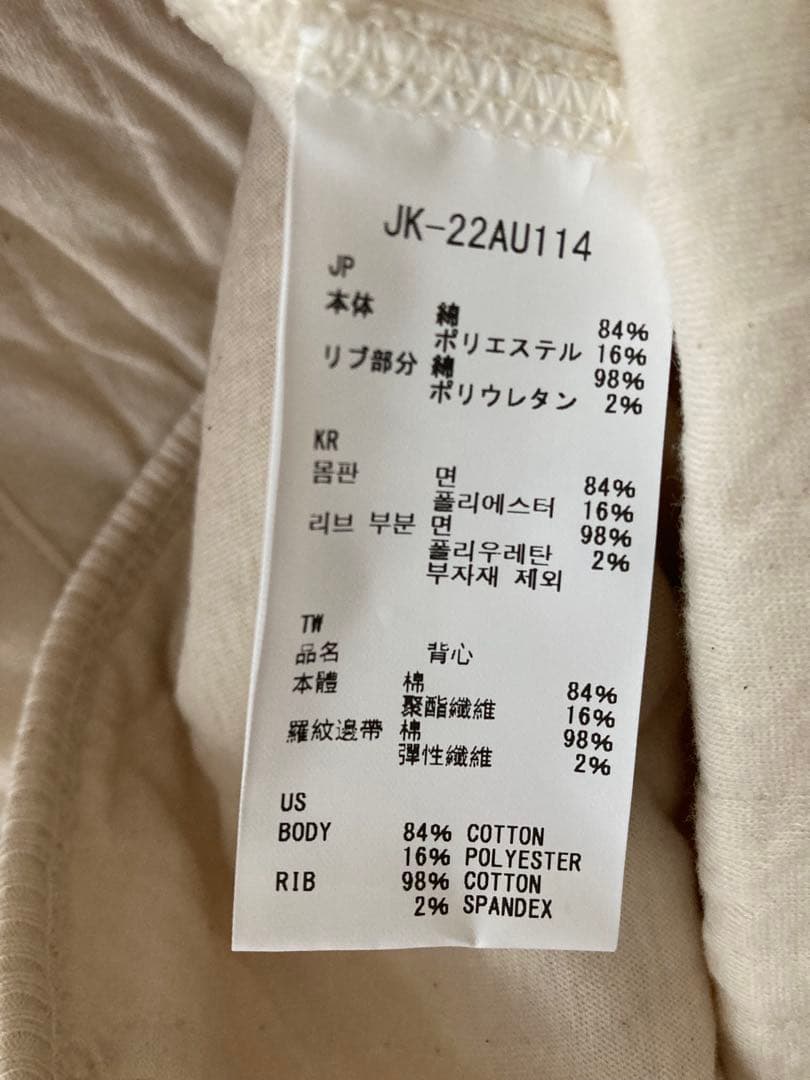 JK-22AU114
JP
本体 綿 84%
ポリエステル 16%
リブ部分 綿 98%
ポリウレタン 2%
KR
몸판 면 84%
폴리에스터 16%
리브 부분 면 98%
폴리우레탄 2%
부자재 제외
TW
品名 背心
本體 棉 84%
聚酯纖維 16%
羅紋邊帶 棉 98%
彈性纖維 2%
US
BODY 84% COTTON
16% POLYESTER
RIB 98% COTTON
2% SPANDEX